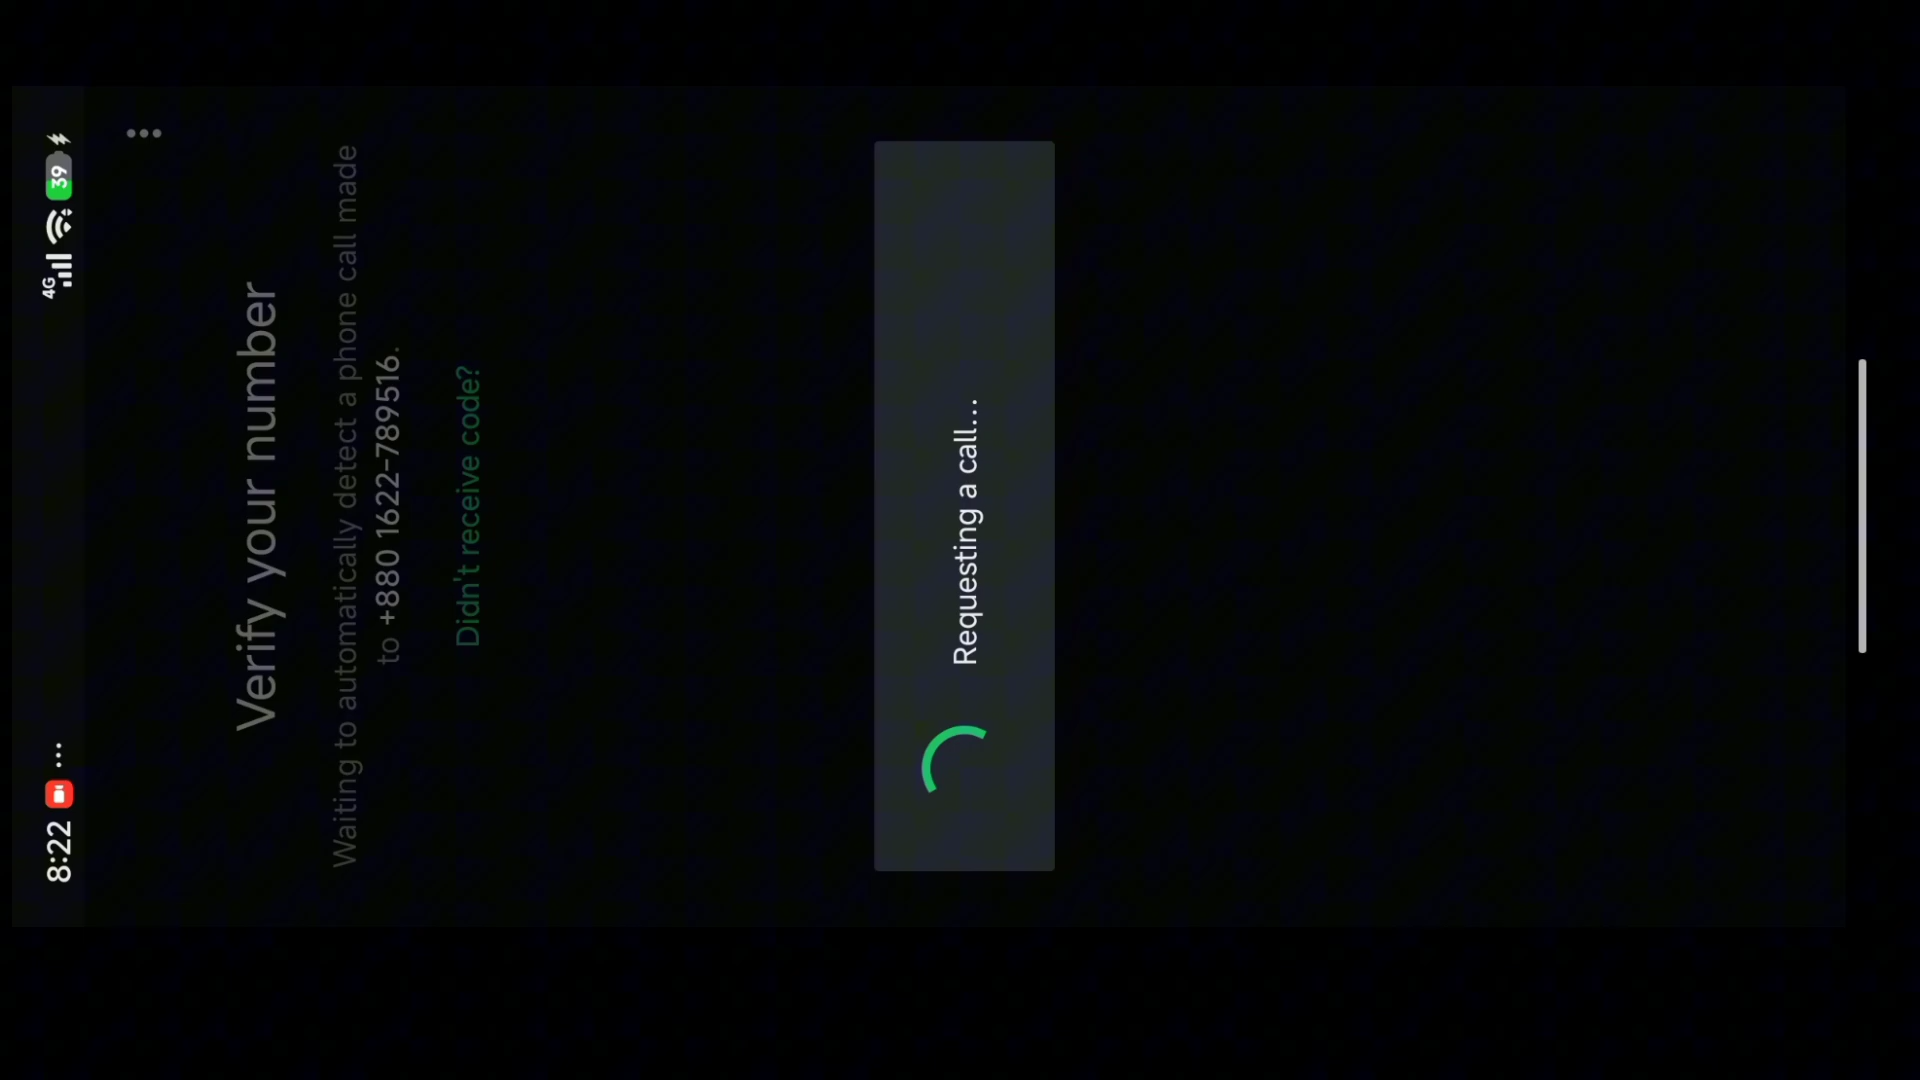 8:22 ...
4G 39
Verify your number
Waiting to automatically detect a phone call made
to +880 1622-789516.
Didn't receive code?
Requesting a call...